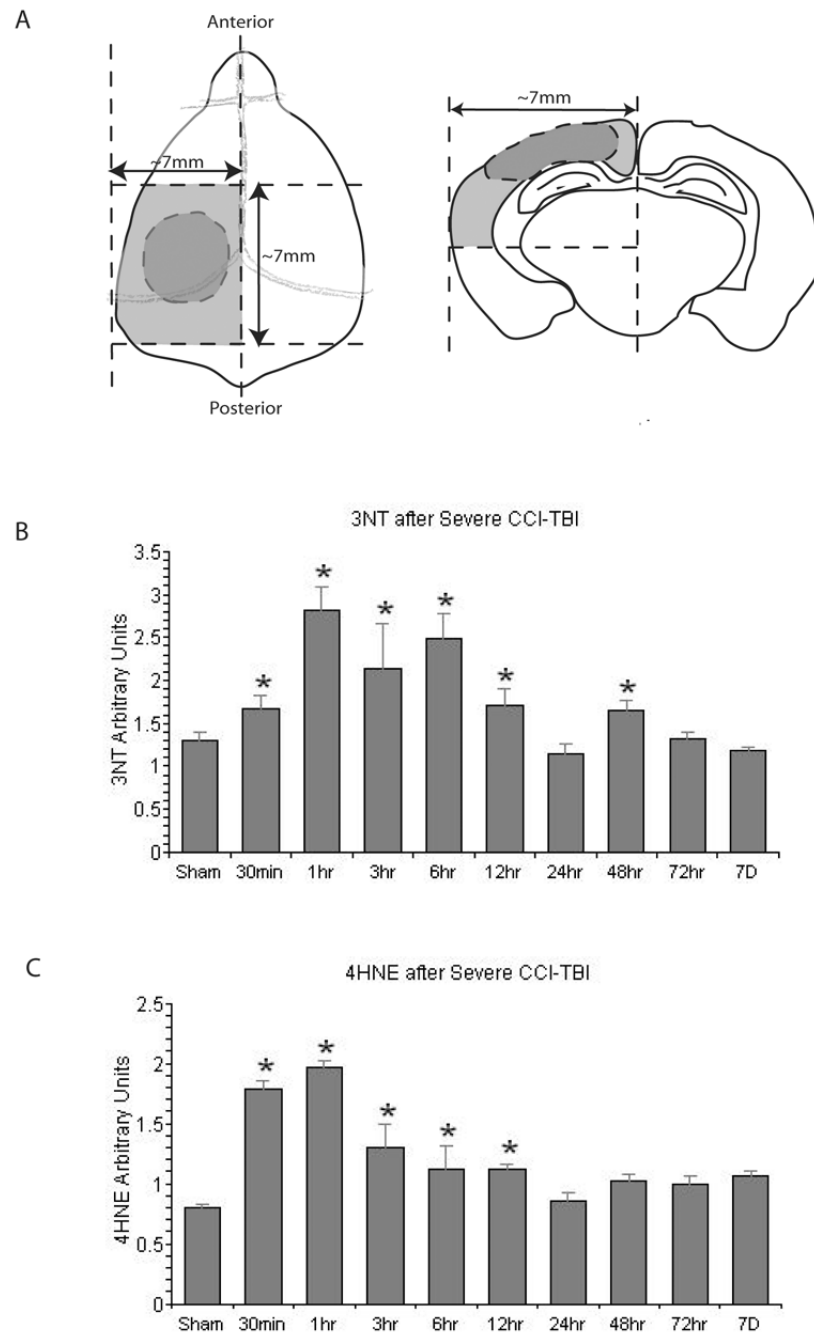 A
Anterior
~7mm
~7mm
Posterior
~7mm
B
3NT after Severe CCI-TBI
3NT Arbitrary Units
3.5
3
2.5
2
1.5
1
0.5
0
* * * * * *
Sham 30min 1hr 3hr 6hr 12hr 24hr 48hr 72hr 7D
C
4HNE after Severe CCI-TBI
4HNE Arbitrary Units
2.5
2
1.5
1
0.5
0
* * * * *
Sham 30min 1hr 3hr 6hr 12hr 24hr 48hr 72hr 7D